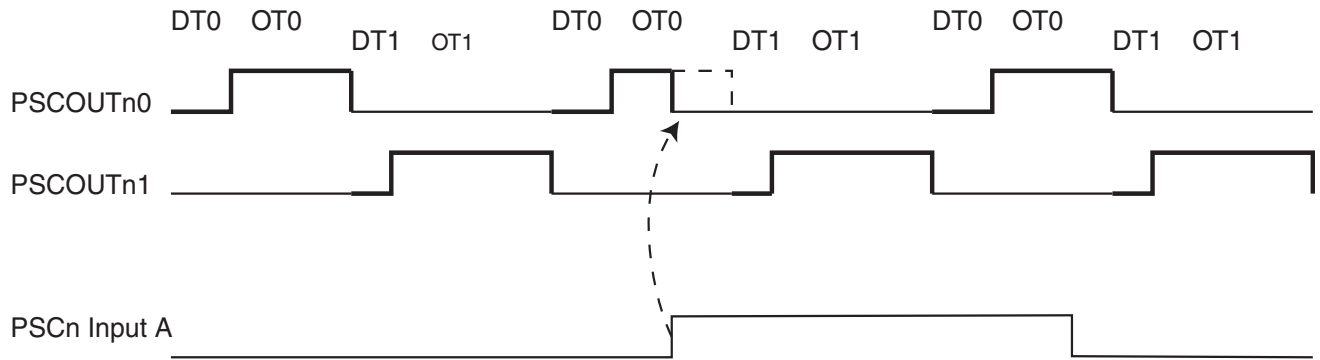 DT0 OT0 DT0 OT0 DT0 OT0
DT1 OT1 DT1 OT1 DT1 OT1
PSCOUTn0
PSCOUTn1
PSCn Input A